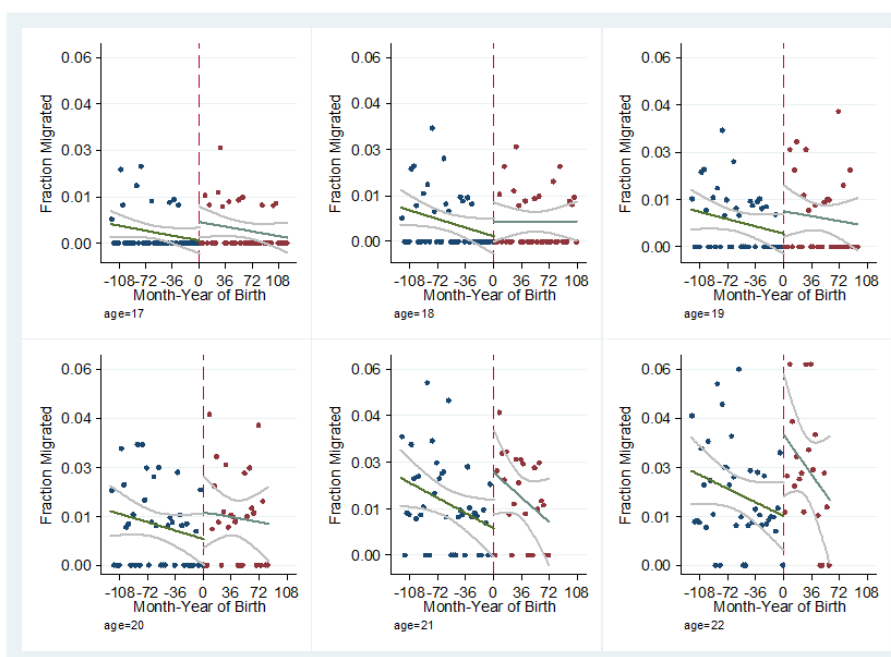 Fraction Migrated
0.06
0.04
0.03
0.01
0.00
-108 -72 -36 0 36 72 108
Month-Year of Birth
age=17
Fraction Migrated
0.06
0.04
0.03
0.01
0.00
-108 -72 -36 0 36 72 108
Month-Year of Birth
age=18
Fraction Migrated
0.06
0.04
0.03
0.01
0.00
-108 -72 -36 0 36 72 108
Month-Year of Birth
age=19
Fraction Migrated
0.06
0.04
0.03
0.01
0.00
-108 -72 -36 0 36 72 108
Month-Year of Birth
age=20
Fraction Migrated
0.06
0.04
0.03
0.01
0.00
-108 -72 -36 0 36 72 108
Month-Year of Birth
age=21
Fraction Migrated
0.06
0.04
0.03
0.01
0.00
-108 -72 -36 0 36 72 108
Month-Year of Birth
age=22